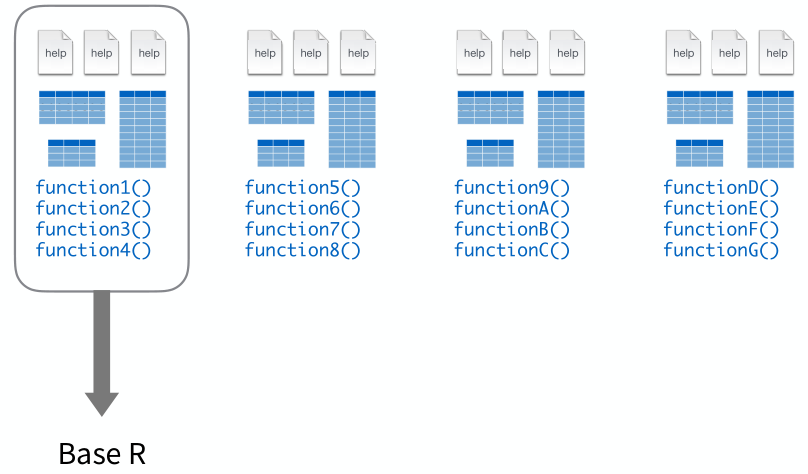 help help help
help help help
help help help
help help help
function1()
function2()
function3()
function4()
function5()
function6()
function7()
function8()
function9()
functionA()
functionB()
functionC()
functionD()
functionE()
functionF()
functionG()
Base R